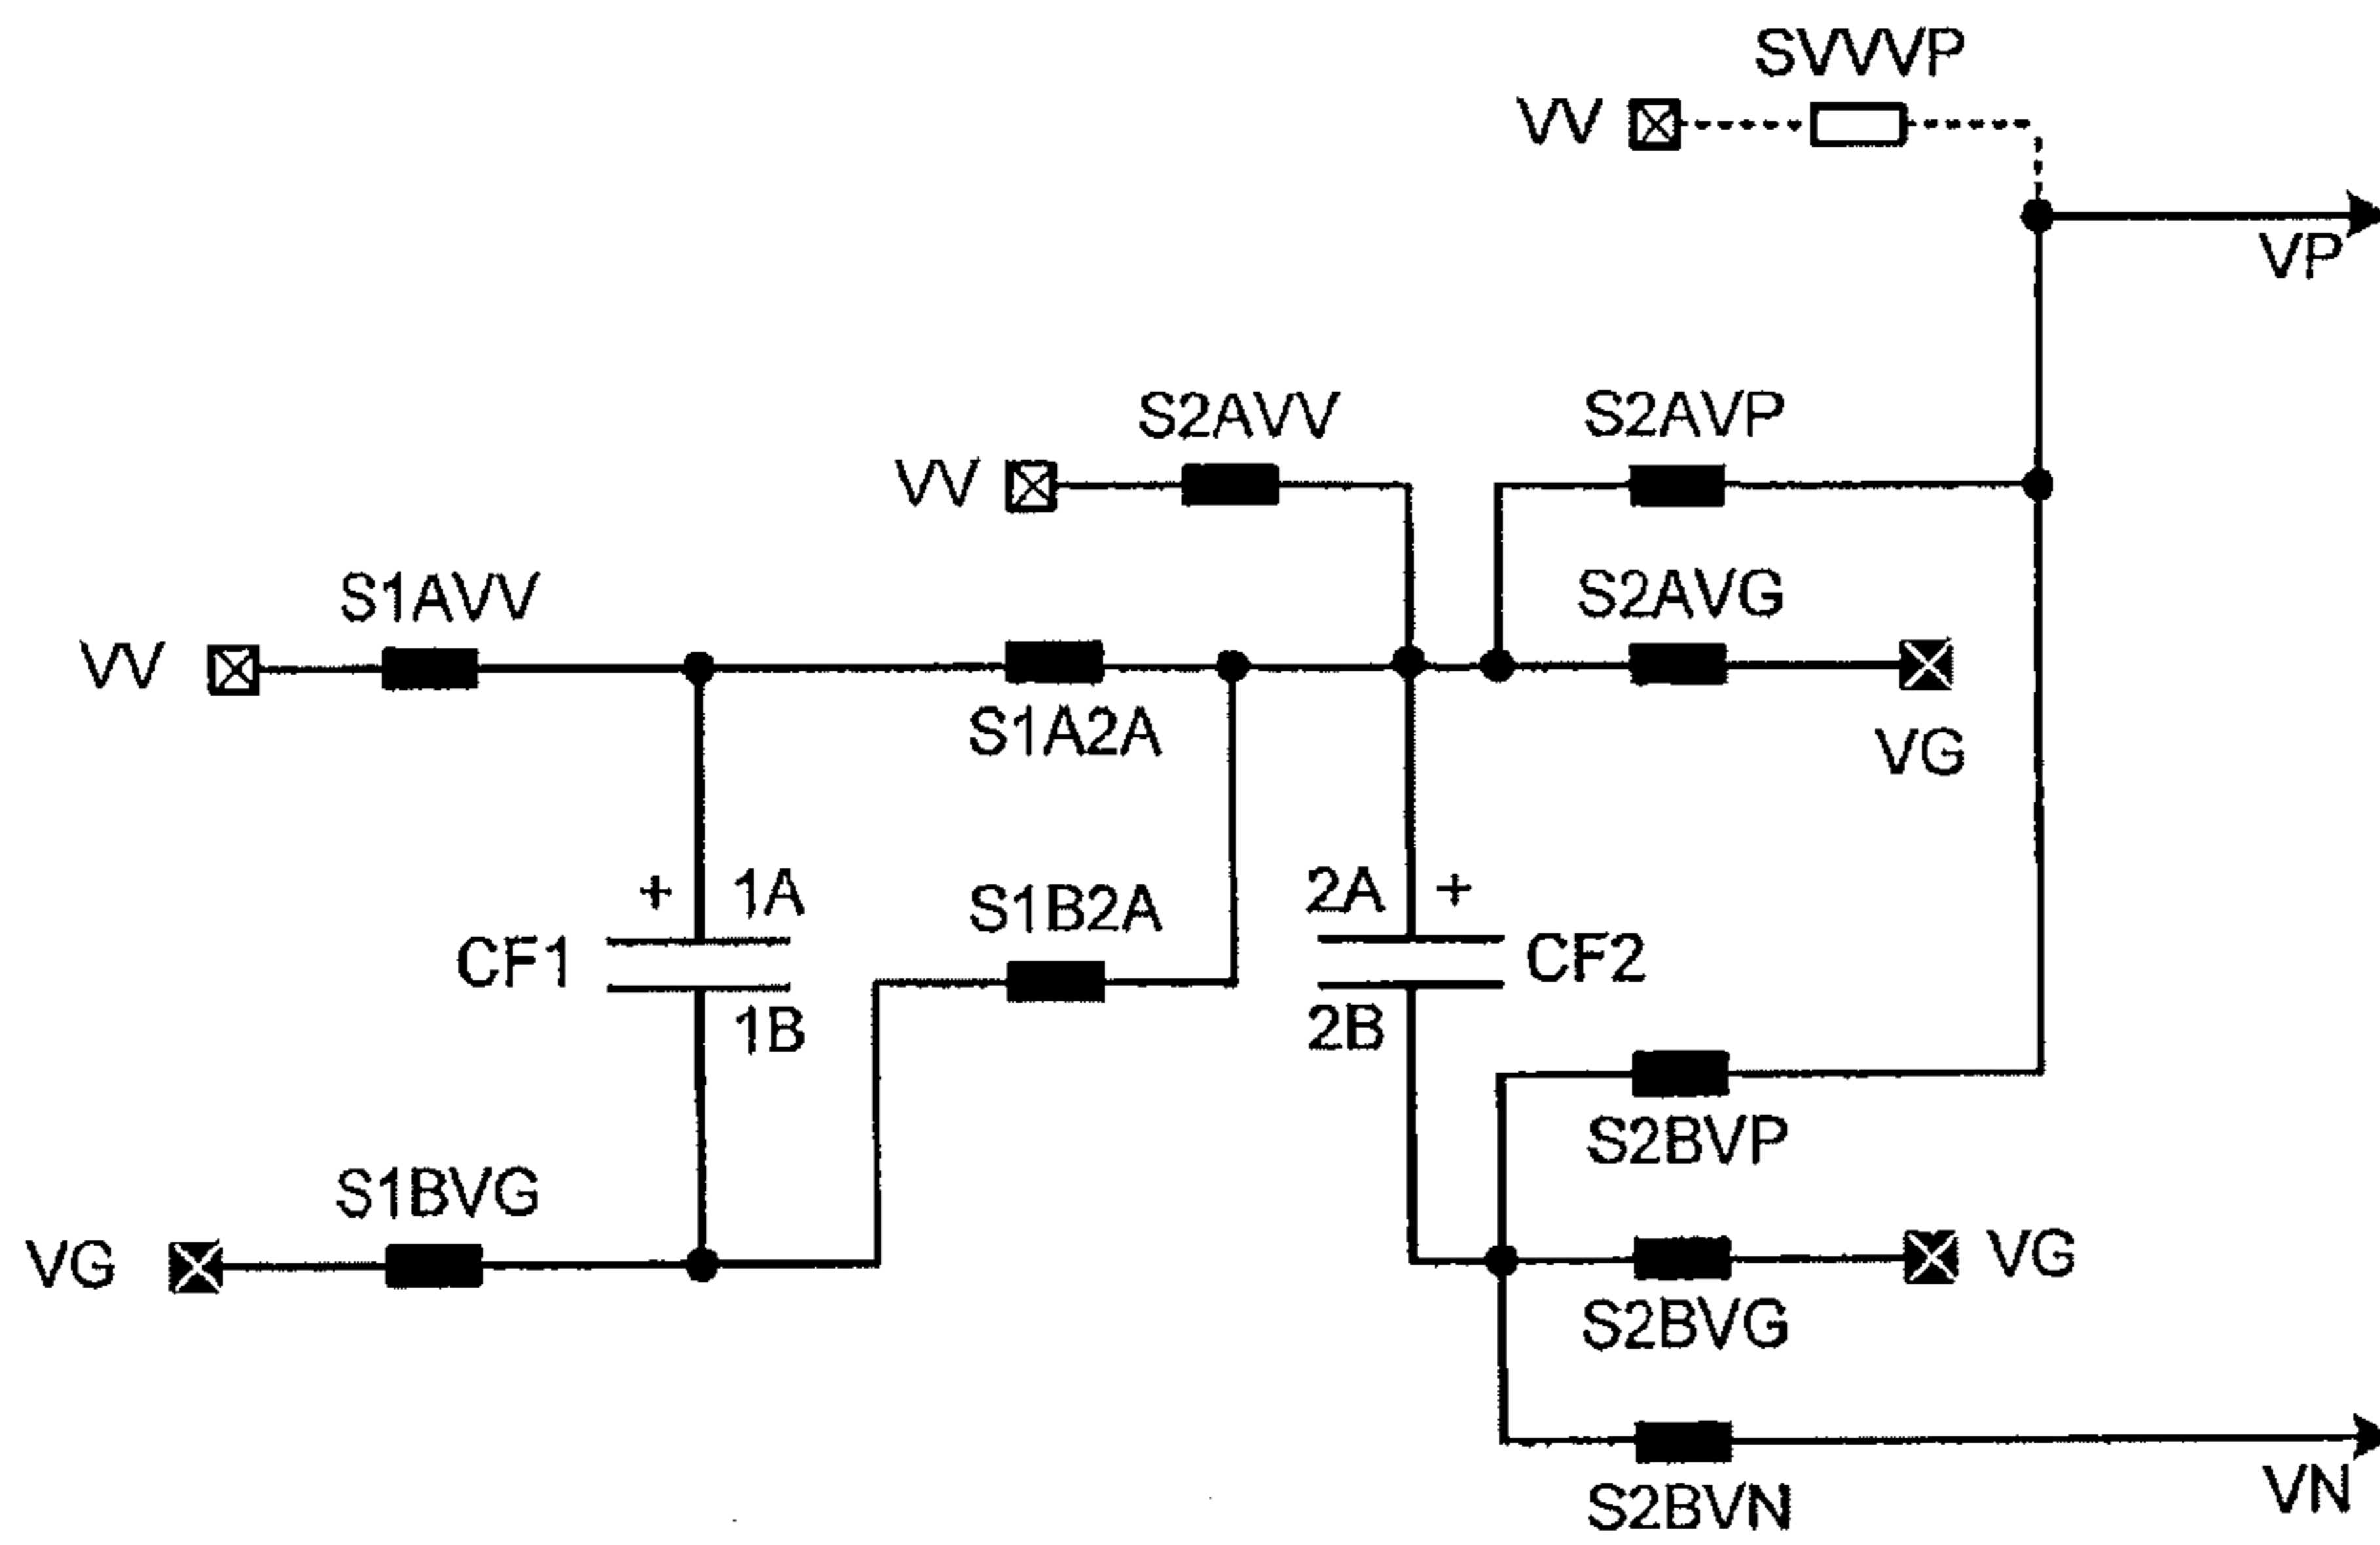 SVVVP
VV
VP
S2AVV
S2AVP
VV
S1AVV
S2AVG
VV
S1A2A
VG
+ 1A
S1B2A
2A +
CF1
CF2
1B
2B
S2BVP
S1BVG
VG
VG
S2BVG
S2BVN
VN